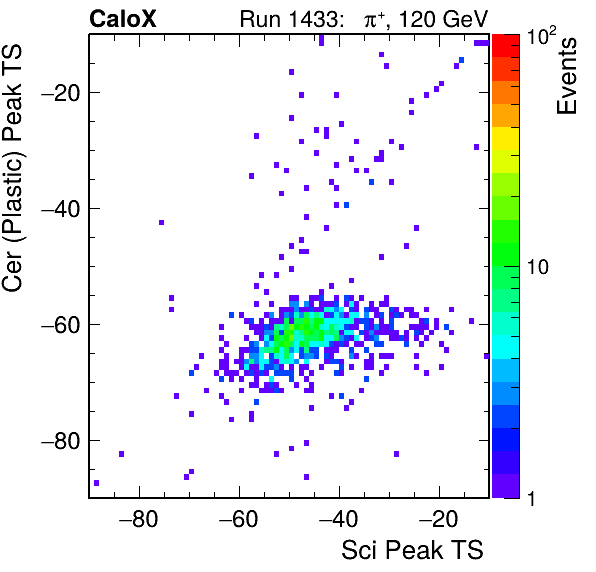 CaloX Run 1433: π⁺, 120 GeV
Cer (Plastic) Peak TS
−20
−40
−60
−80
−80 −60 −40 −20
Sci Peak TS
10²
10
1
Events